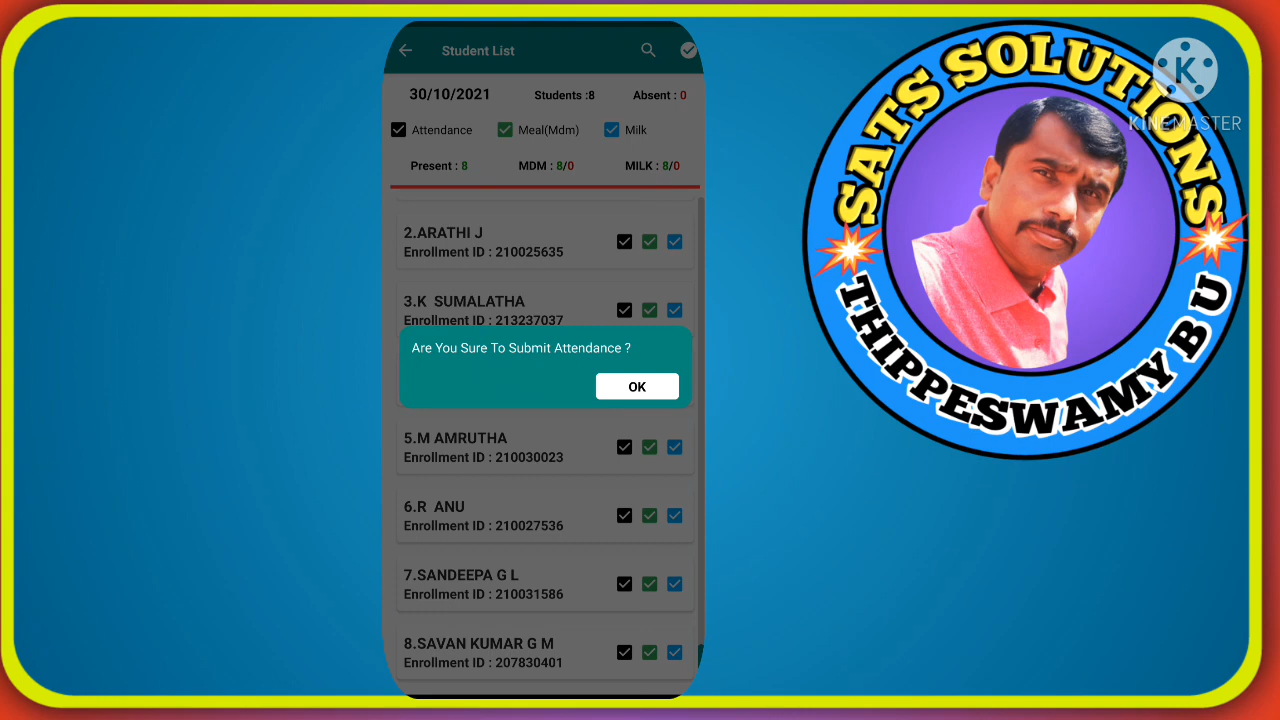 Student List
30/10/2021 Students :8 Absent : 0
Attendance Meal(Mdm) Milk
Present : 8 MDM : 8/0 MILK : 8/0
2.ARATHI J
Enrollment ID : 210025635
3.K SUMALATHA
Enrollment ID : 213237037
Are You Sure To Submit Attendance ?
OK
5.M AMRUTHA
Enrollment ID : 210030023
6.R ANU
Enrollment ID : 210027536
7.SANDEEPA G L
Enrollment ID : 210031586
8.SAVAN KUMAR G M
Enrollment ID : 207830401
SATS SOLUTIONS
THIPPESWAMY B U
K
KINEMASTER